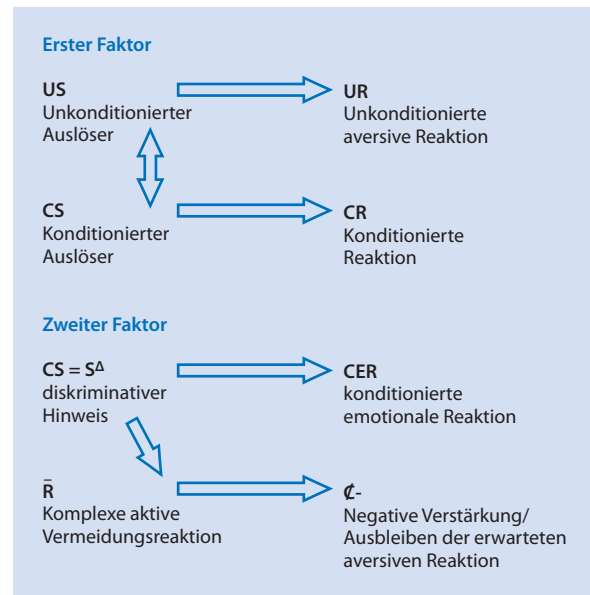 Erster Faktor
US
Unkonditionierter
Auslöser
UR
Unkonditionierte
aversive Reaktion
CS
Konditionierter
Auslöser
CR
Konditionierte
Reaktion
Zweiter Faktor
CS = S^Δ
diskriminativer
Hinweis
CER
konditionierte
emotionale Reaktion
R̄
Komplexe aktive
Vermeidungsreaktion
₵-
Negative Verstärkung/
Ausbleiben der erwarteten
aversiven Reaktion